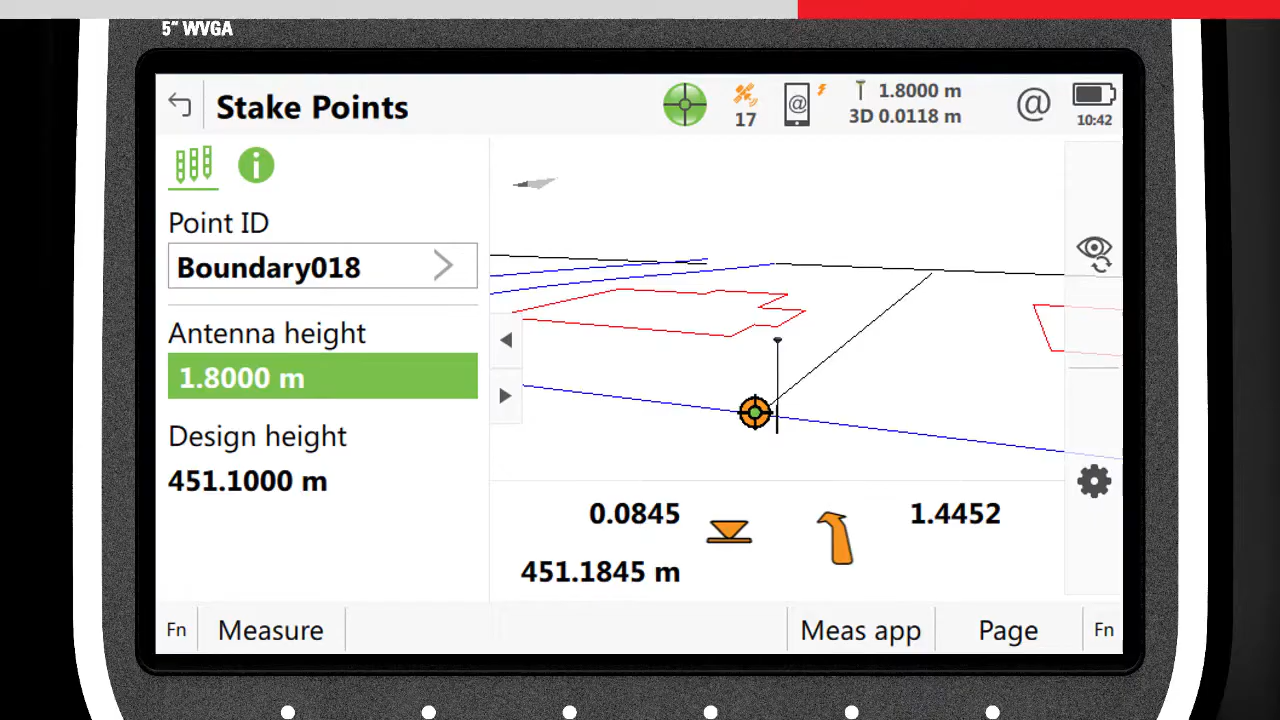 5" WVGA
Stake Points
17
@
1.8000 m
3D 0.0118 m
@
10:42
i
Point ID
Boundary018
Antenna height
1.8000 m
Design height
451.1000 m
0.0845
1.4452
451.1845 m
Fn
Measure
Meas app
Page
Fn